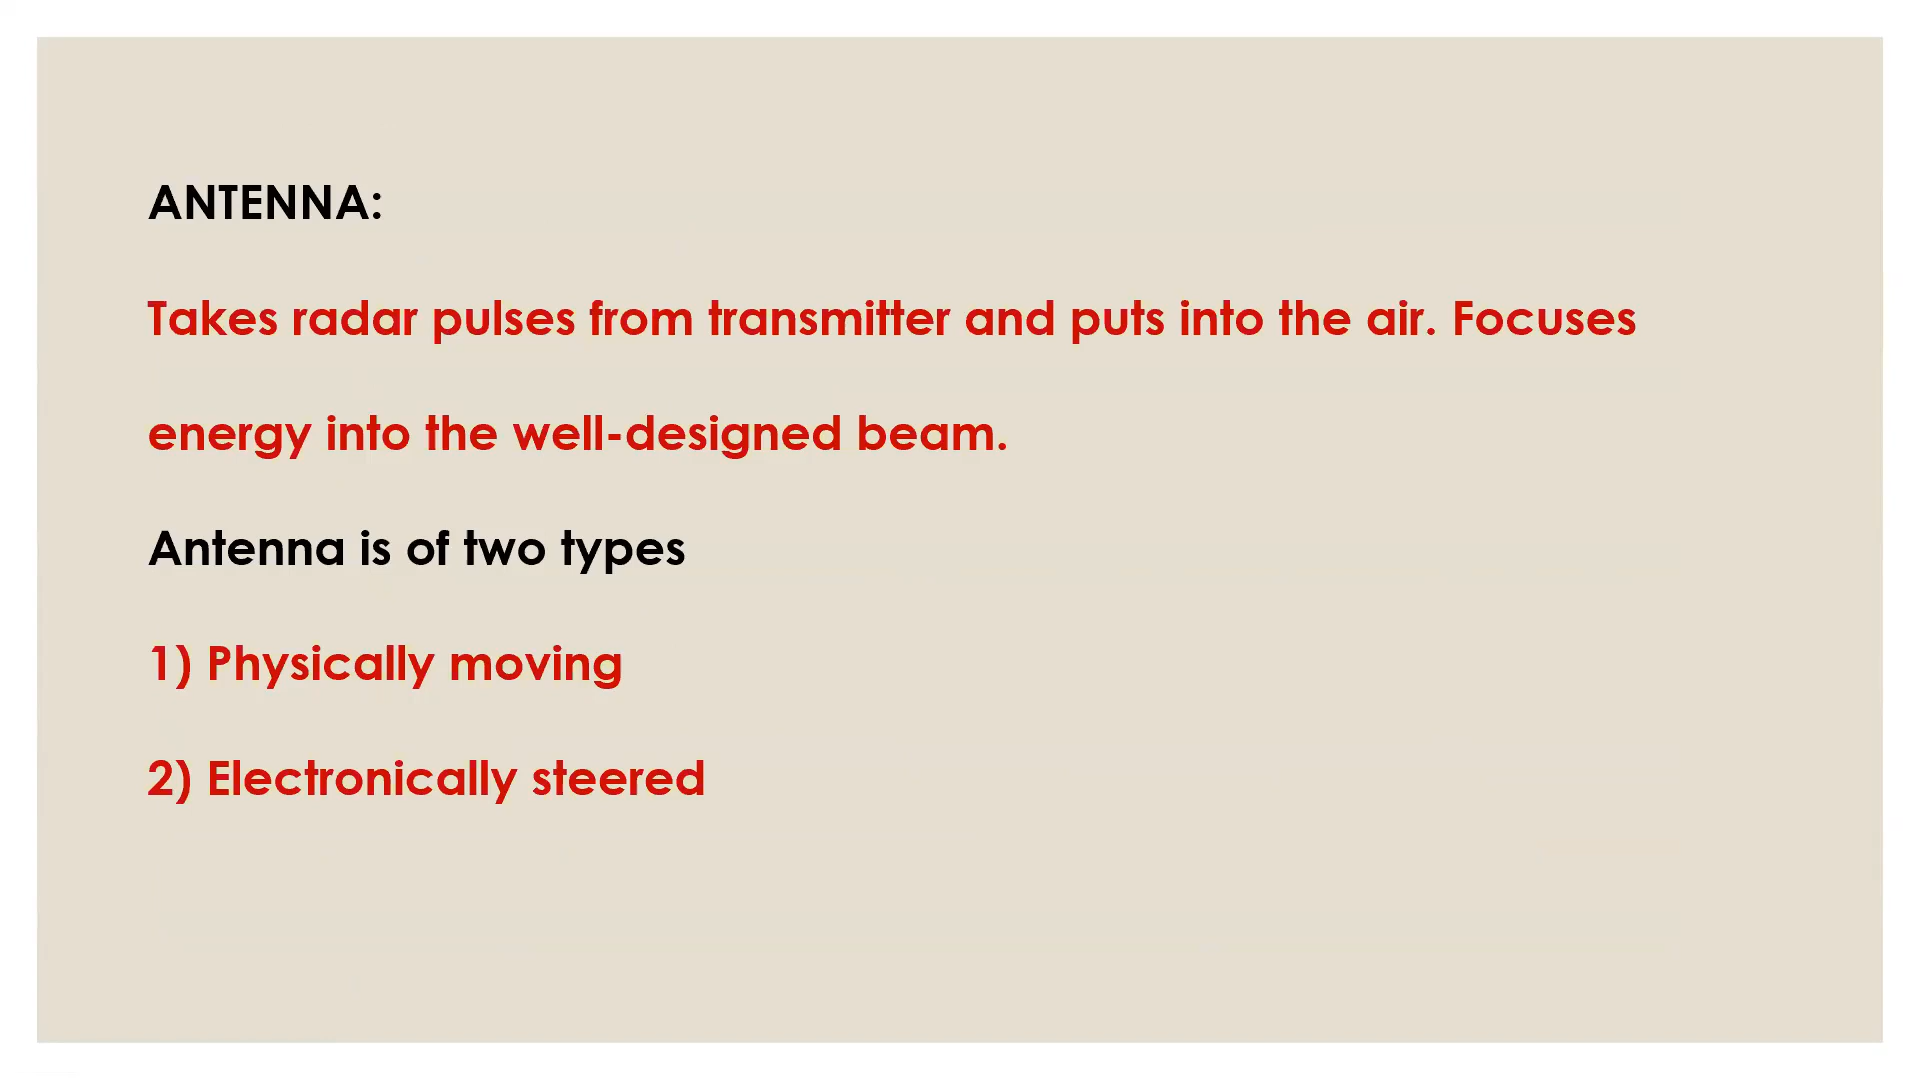 ANTENNA:
Takes radar pulses from transmitter and puts into the air. Focuses
energy into the well-designed beam.
Antenna is of two types
1) Physically moving
2) Electronically steered